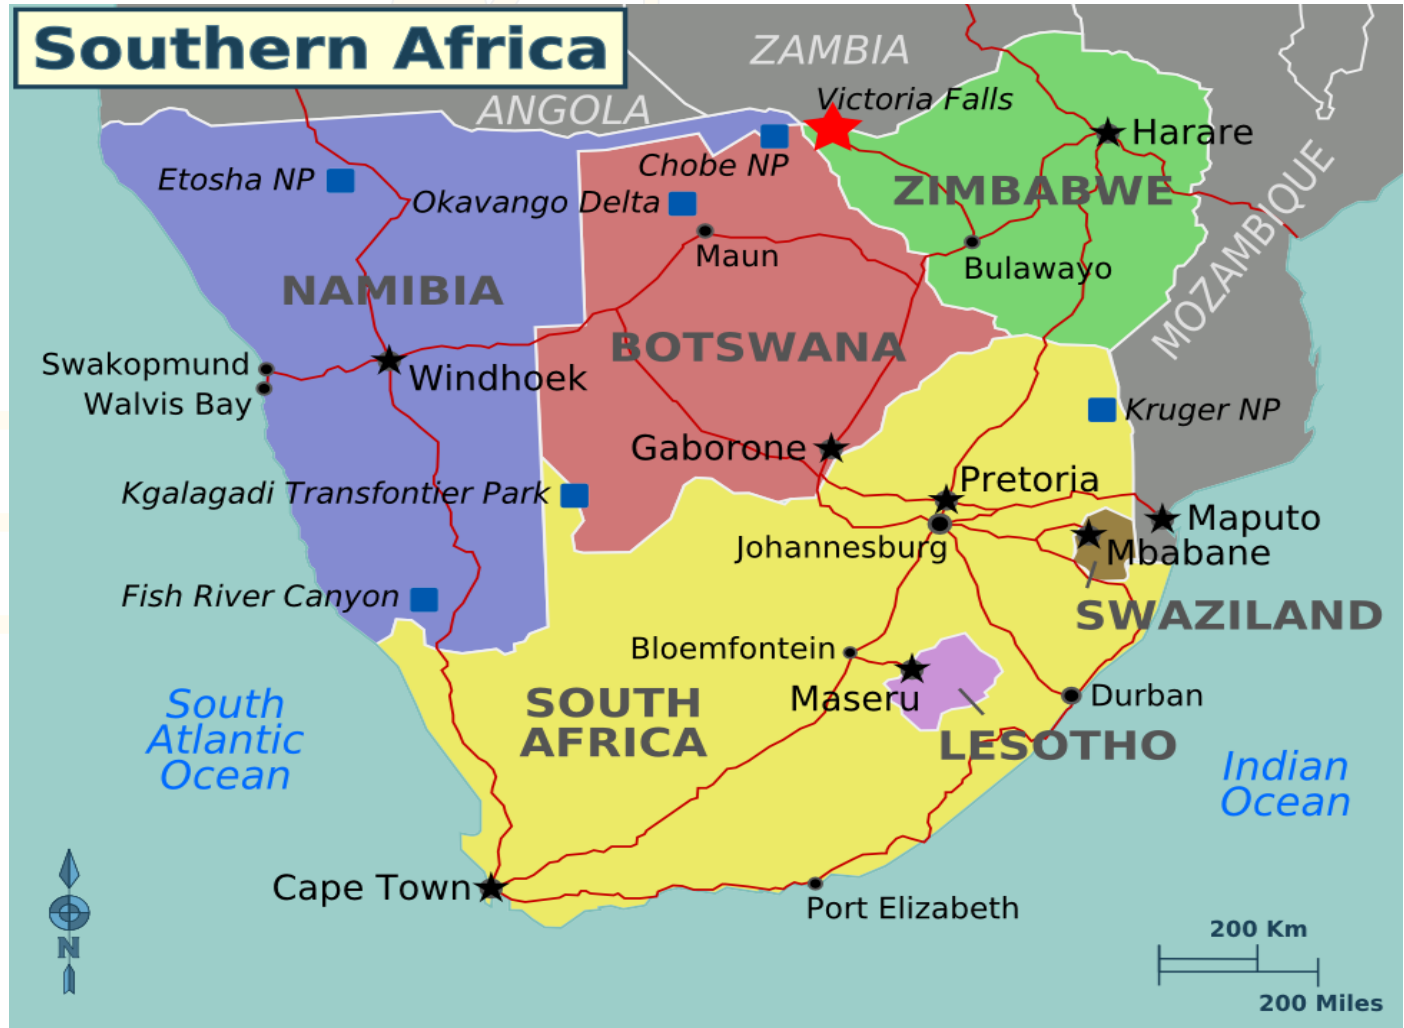 Southern Africa
ZAMBIA
ANGOLA
Victoria Falls
Harare
Chobe NP
Etosha NP
Okavango Delta
ZIMBABWE
MOZAMBIQUE
Maun
Bulawayo
NAMIBIA
BOTSWANA
Swakopmund
Walvis Bay
Windhoek
Kruger NP
Gaborone
Pretoria
Kgalagadi Transfontier Park
Maputo
Johannesburg
Mbabane
Fish River Canyon
SWAZILAND
Bloemfontein
Maseru
Durban
SOUTH
AFRICA
LESOTHO
South
Atlantic
Ocean
Indian
Ocean
Cape Town
Port Elizabeth
N
200 Km
200 Miles